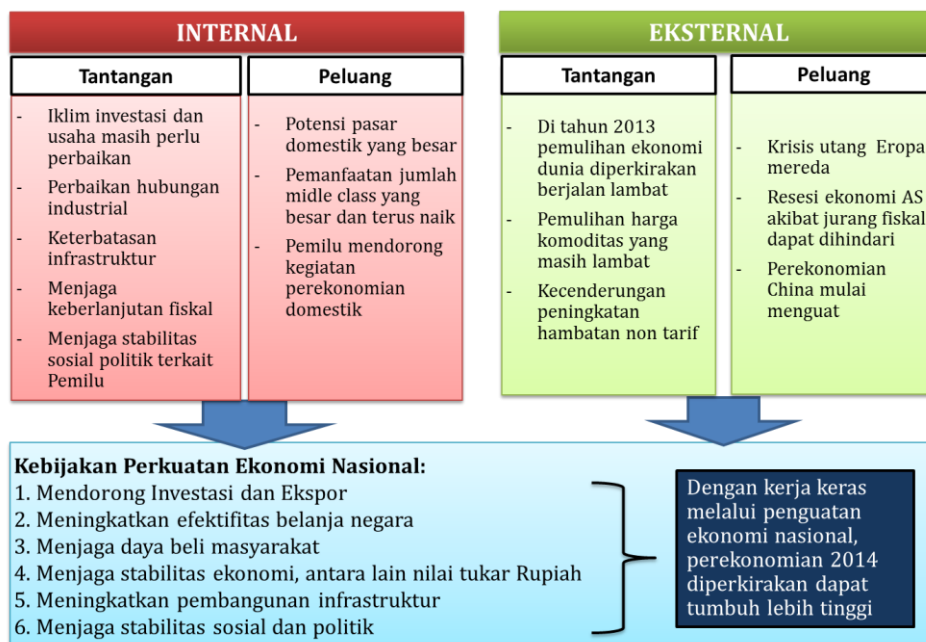 INTERNAL
Tantangan
- Iklim investasi dan
usaha masih perlu
perbaikan
- Perbaikan hubungan
industrial
- Keterbatasan
infrastruktur
- Menjaga
keberlanjutan fiskal
- Menjaga stabilitas
sosial politik terkait
Pemilu
Peluang
- Potensi pasar
domestik yang besar
- Pemanfaatan jumlah
midle class yang
besar dan terus naik
- Pemilu mendorong
kegiatan
perekonomian
domestik
EKSTERNAL
Tantangan
- Di tahun 2013
pemulihan ekonomi
dunia diperkirakan
berjalan lambat
- Pemulihan harga
komoditas yang
masih lambat
- Kecenderungan
peningkatan
hambatan non tarif
Peluang
- Krisis utang Eropa
mereda
- Resesi ekonomi AS
akibat jurang fiskal
dapat dihindari
- Perekonomian
China mulai
menguat
Kebijakan Perkuatan Ekonomi Nasional:
1. Mendorong Investasi dan Ekspor
2. Meningkatkan efektifitas belanja negara
3. Menjaga daya beli masyarakat
4. Menjaga stabilitas ekonomi, antara lain nilai tukar Rupiah
5. Meningkatkan pembangunan infrastruktur
6. Menjaga stabilitas sosial dan politik
Dengan kerja keras
melalui penguatan
ekonomi nasional,
perekonomian 2014
diperkirakan dapat
tumbuh lebih tinggi